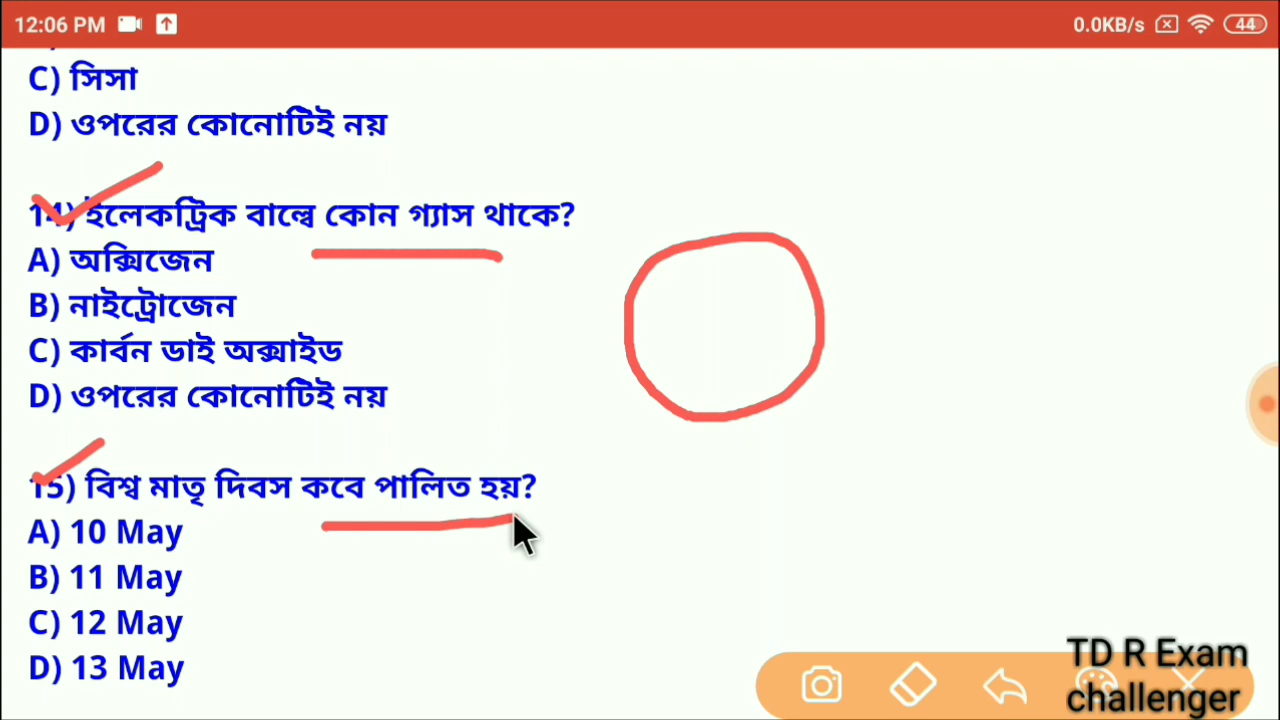 12:06 PM
0.0KB/s
44
C) সিসা
D) ওপরের কোনোটিই নয়
14) ইলেকট্রিক বাল্বে কোন গ্যাস থাকে?
A) অক্সিজেন
B) নাইট্রোজেন
C) কার্বন ডাই অক্সাইড
D) ওপরের কোনোটিই নয়
15) বিশ্ব মাতৃ দিবস কবে পালিত হয়?
A) 10 May
B) 11 May
C) 12 May
D) 13 May
TD R Exam
challenger